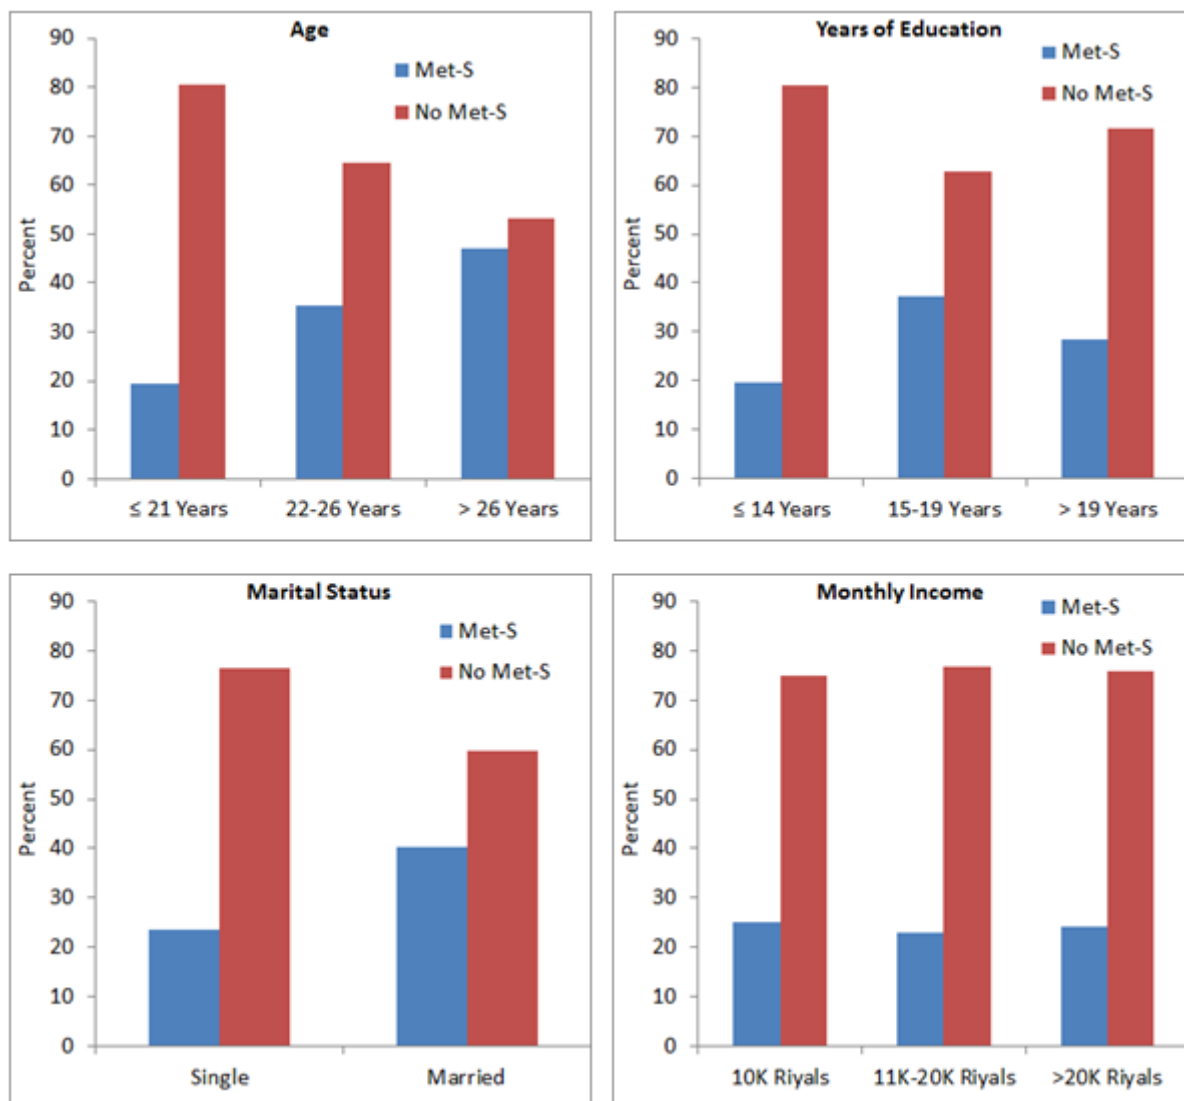 Age
Met-S
No Met-S
90
80
70
60
50
40
30
20
10
0
Percent
≤ 21 Years 22-26 Years > 26 Years
Years of Education
Met-S
No Met-S
90
80
70
60
50
40
30
20
10
0
Percent
≤ 14 Years 15-19 Years > 19 Years
Marital Status
Met-S
No Met-S
90
80
70
60
50
40
30
20
10
0
Percent
Single Married
Monthly Income
Met-S
No Met-S
90
80
70
60
50
40
30
20
10
0
Percent
10K Riyals 11K-20K Riyals >20K Riyals